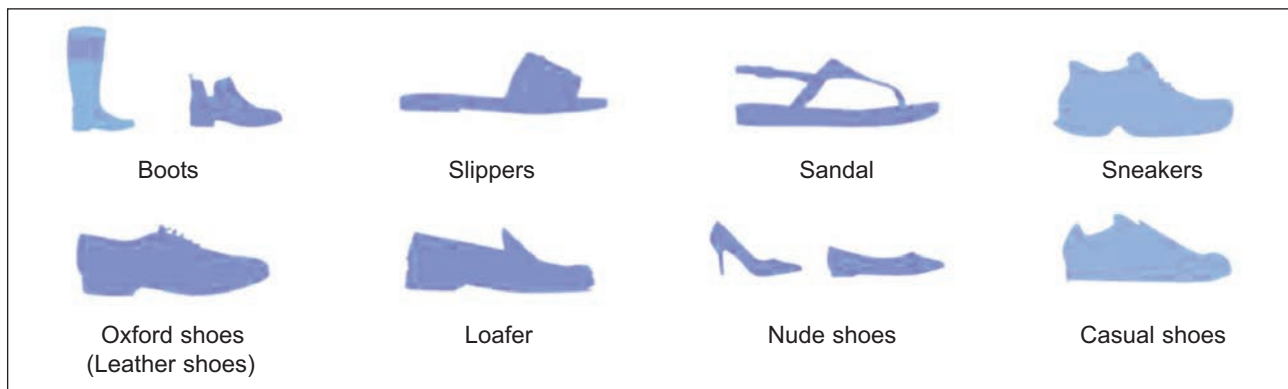 Boots
Slippers
Sandal
Sneakers
Oxford shoes
(Leather shoes)
Loafer
Nude shoes
Casual shoes